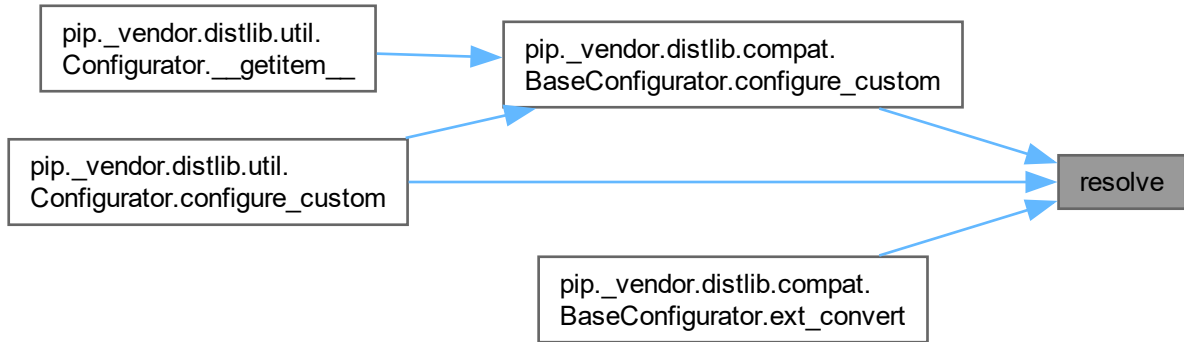 pip._vendor.distlib.util.
Configurator.__getitem__
pip._vendor.distlib.compat.
BaseConfigurator.configure_custom
pip._vendor.distlib.util.
Configurator.configure_custom
resolve
pip._vendor.distlib.compat.
BaseConfigurator.ext_convert